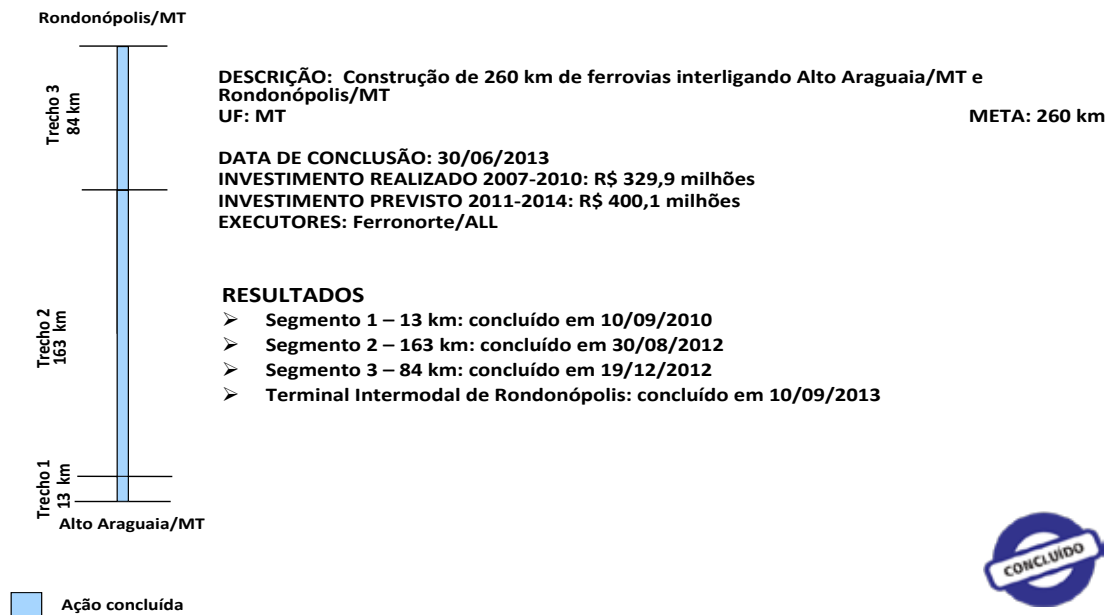 Rondonópolis/MT
Trecho 3
84 km
DESCRIÇÃO: Construção de 260 km de ferrovias interligando Alto Araguaia/MT e
Rondonópolis/MT
UF: MT META: 260 km
DATA DE CONCLUSÃO: 30/06/2013
INVESTIMENTO REALIZADO 2007-2010: R$ 329,9 milhões
INVESTIMENTO PREVISTO 2011-2014: R$ 400,1 milhões
EXECUTORES: Ferronorte/ALL
RESULTADOS
➢ Segmento 1 – 13 km: concluído em 10/09/2010
➢ Segmento 2 – 163 km: concluído em 30/08/2012
➢ Segmento 3 – 84 km: concluído em 19/12/2012
➢ Terminal Intermodal de Rondonópolis: concluído em 10/09/2013
Trecho 2
163 km
Trecho 1
13 km
Alto Araguaia/MT
CONCLUÍDO
Ação concluída